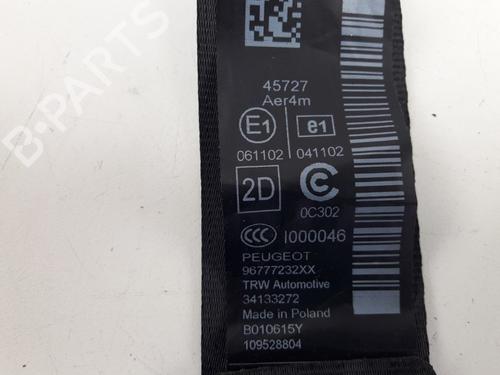 45727
Aer4m
E1 e1
061102 041102
2D C
0C302
CCC I000046
PEUGEOT
96777232XX
TRW Automotive
34133272
Made in Poland
B010615Y
109528804
B-PARTS